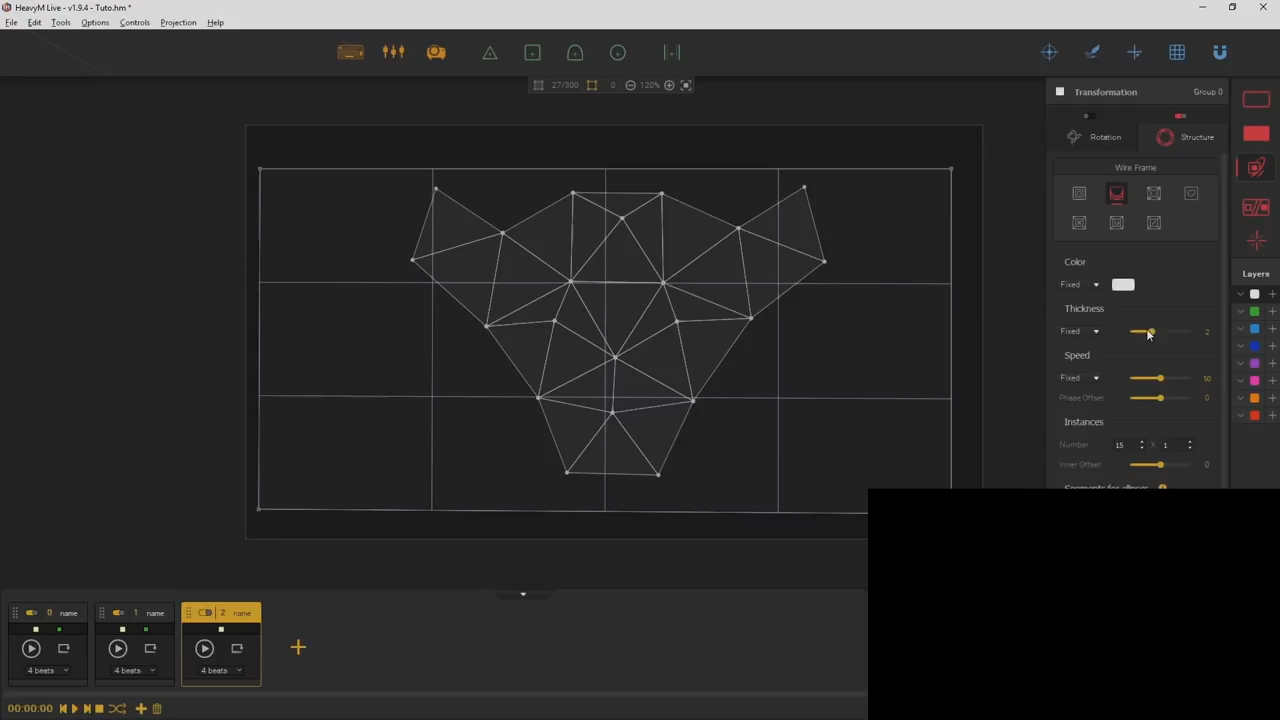 HeavyM Live - v1.9.4 - Tuto.hm *
File Edit Tools Options Controls Projection Help
27/300 0 120%
Transformation Group 0
Rotation Structure
Wire Frame
Color
Fixed
Thickness
Fixed 2
Speed
Fixed 50
Phase Offset 0
Instances
Number 15 X 1
Inner Offset 0
Segments for ellipses
Layers
0 name 1 name 2 name
4 beats 4 beats 4 beats
00:00:00